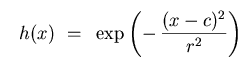 h(x) = exp(−(x − c)²/r²)